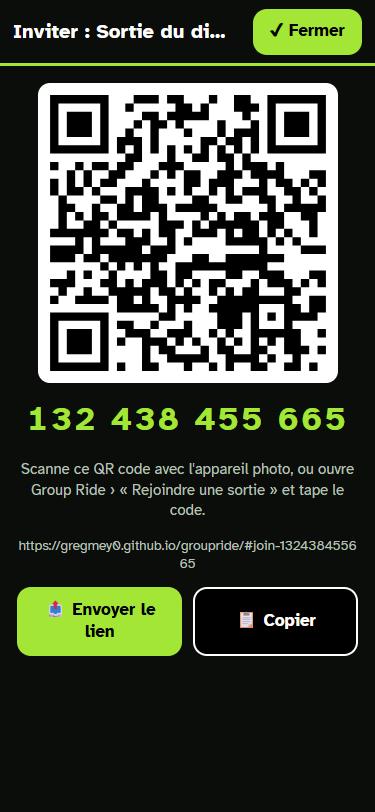 Inviter : Sortie du di...
✓ Fermer
132 438 455 665
Scanne ce QR code avec l'appareil photo, ou ouvre
Group Ride › « Rejoindre une sortie » et tape le
code.
https://gregmey0.github.io/groupride/#join-1324384556
65
Envoyer le
lien
Copier